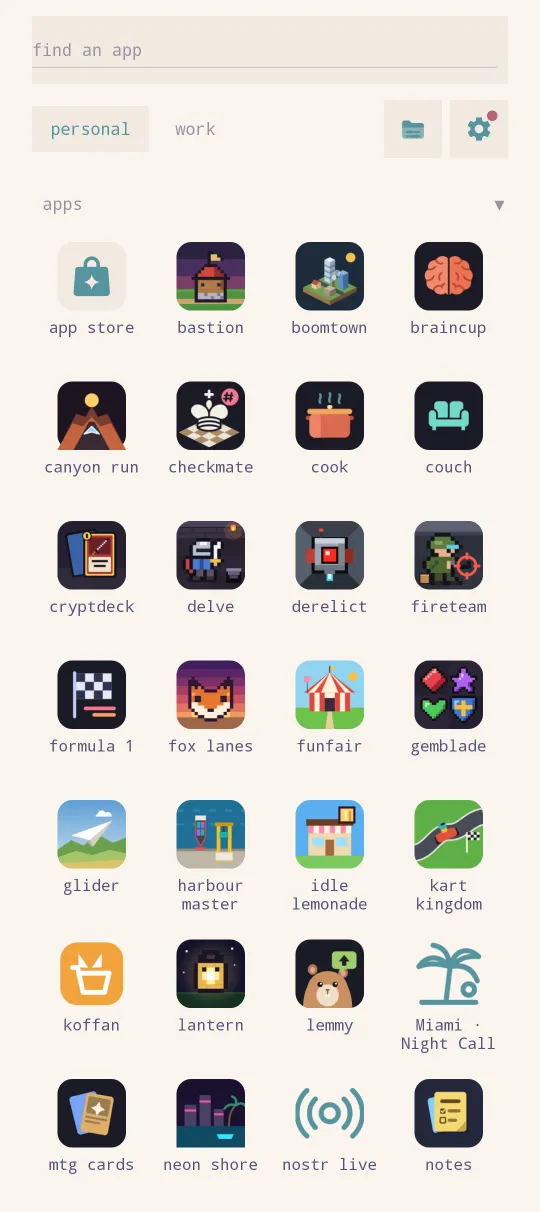 find an app
personal work
apps ▼
app store bastion boomtown braincup
#
canyon run checkmate cook couch
cryptdeck delve derelict fireteam
formula 1 fox lanes funfair gemblade
glider harbour master idle lemonade kart kingdom
koffan lantern lemmy Miami · Night Call
mtg cards neon shore nostr live notes